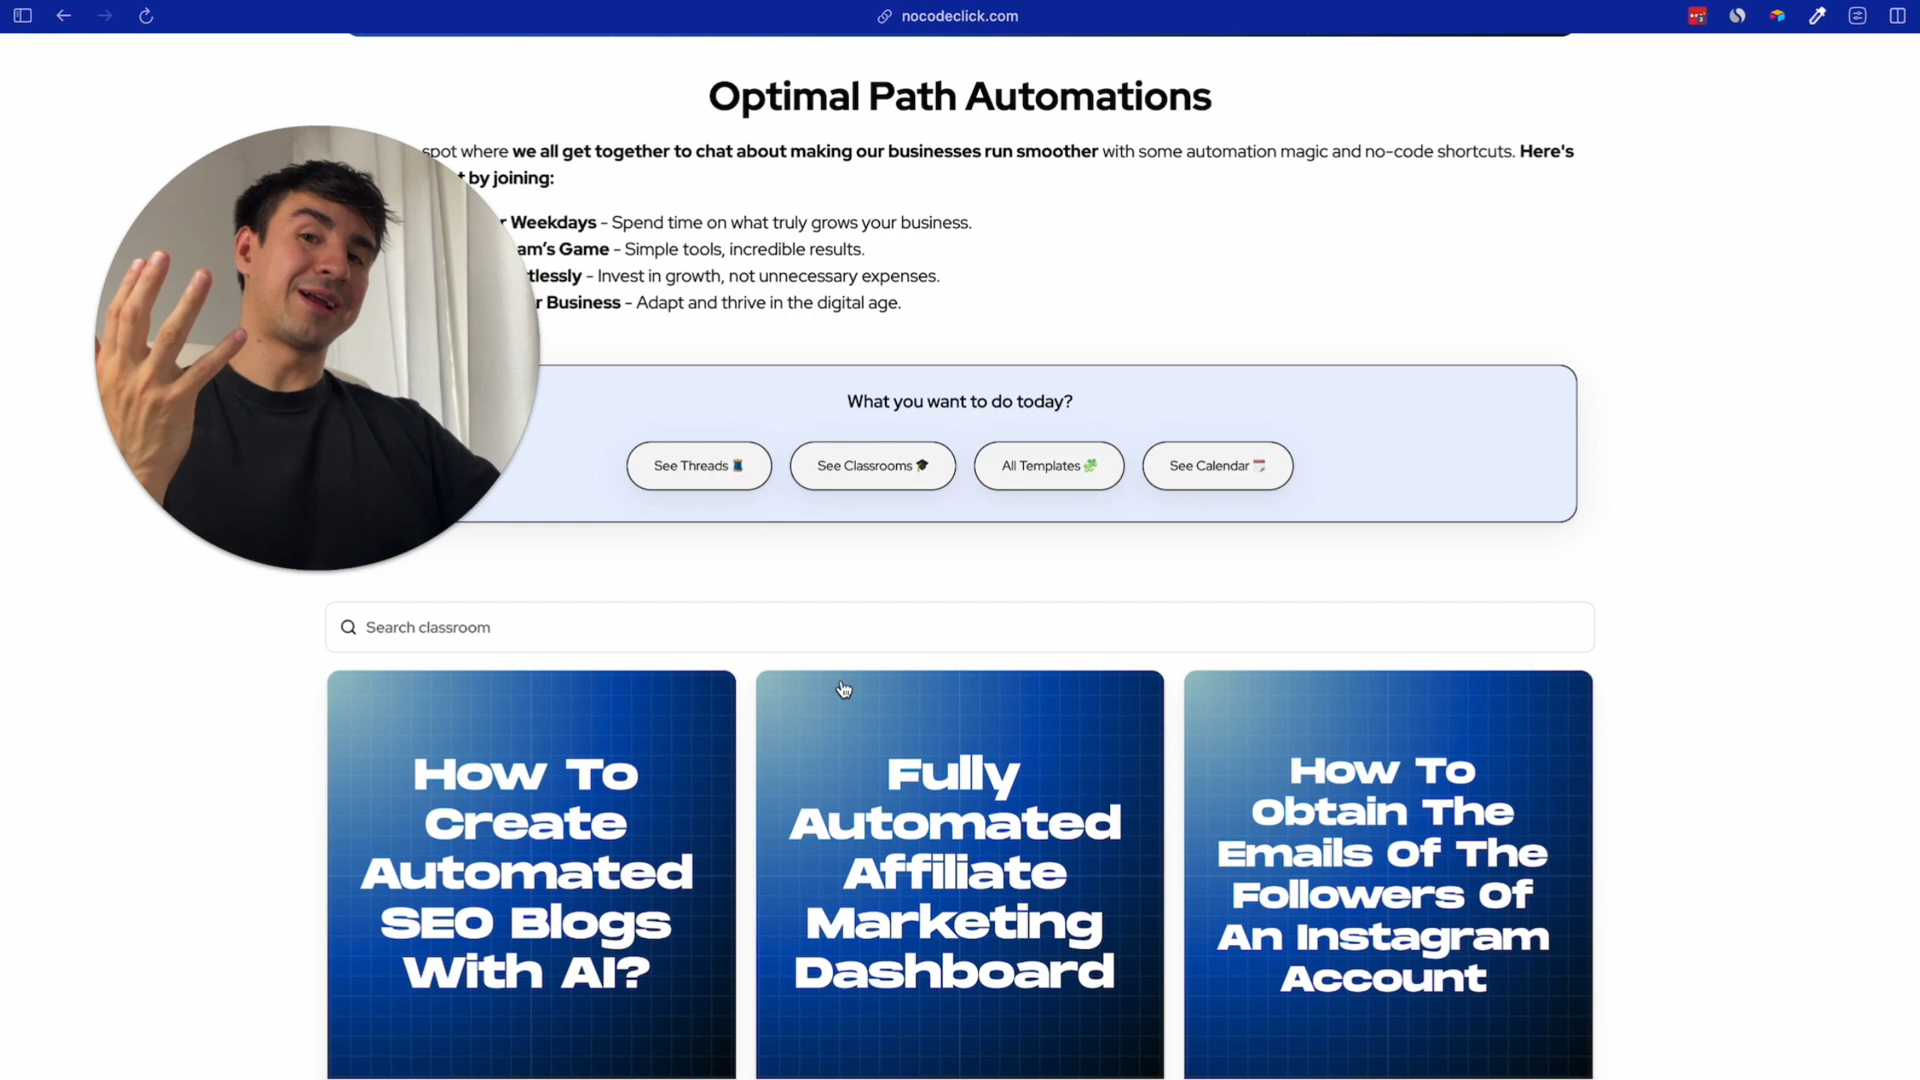 nocodeclick.com
Optimal Path Automations
spot where we all get together to chat about making our businesses run smoother with some automation magic and no-code shortcuts. Here's
by joining:
Weekdays - Spend time on what truly grows your business.
Game - Simple tools, incredible results.
- Invest in growth, not unnecessary expenses.
Business - Adapt and thrive in the digital age.
What you want to do today?
See Threads 🧵 See Classrooms 🎓 All Templates 🧩 See Calendar 📅
Search classroom
How To
Create
Automated
SEO Blogs
With AI?
Fully
Automated
Affiliate
Marketing
Dashboard
How To
Obtain The
Emails Of The
Followers Of
An Instagram
Account